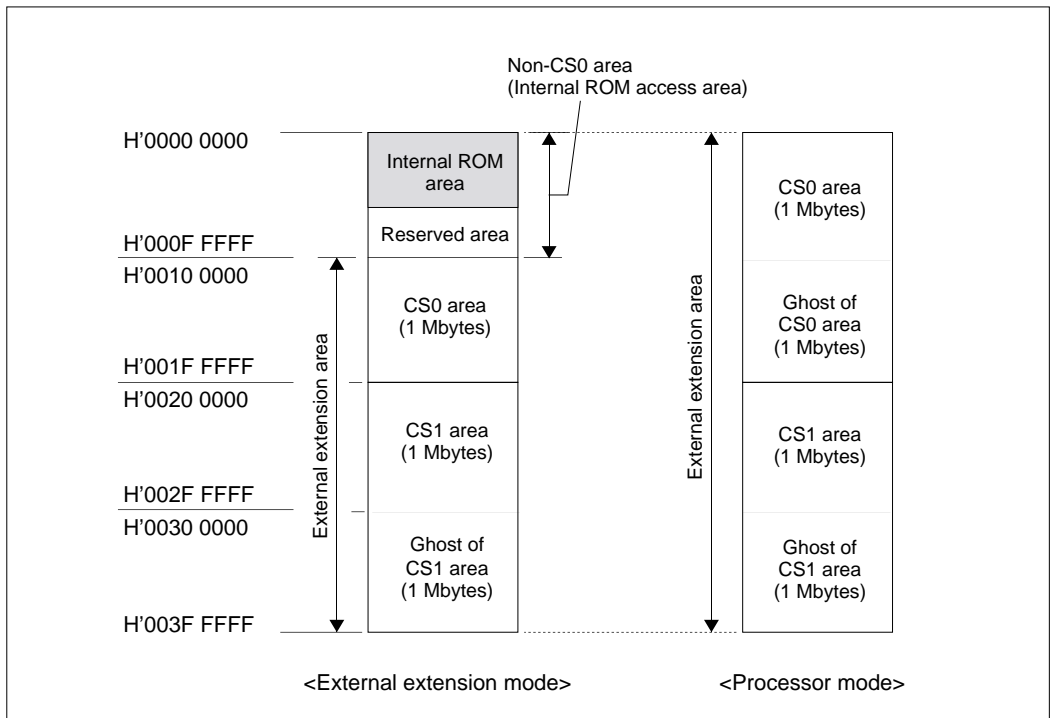 Non-CS0 area
(Internal ROM access area)
H'0000 0000
Internal ROM
area
Reserved area
H'000F FFFF
H'0010 0000
CS0 area
(1 Mbytes)
H'001F FFFF
H'0020 0000
CS1 area
(1 Mbytes)
H'002F FFFF
H'0030 0000
Ghost of
CS1 area
(1 Mbytes)
H'003F FFFF
External extension area
<External extension mode>
External extension area
CS0 area
(1 Mbytes)
Ghost of
CS0 area
(1 Mbytes)
CS1 area
(1 Mbytes)
Ghost of
CS1 area
(1 Mbytes)
<Processor mode>